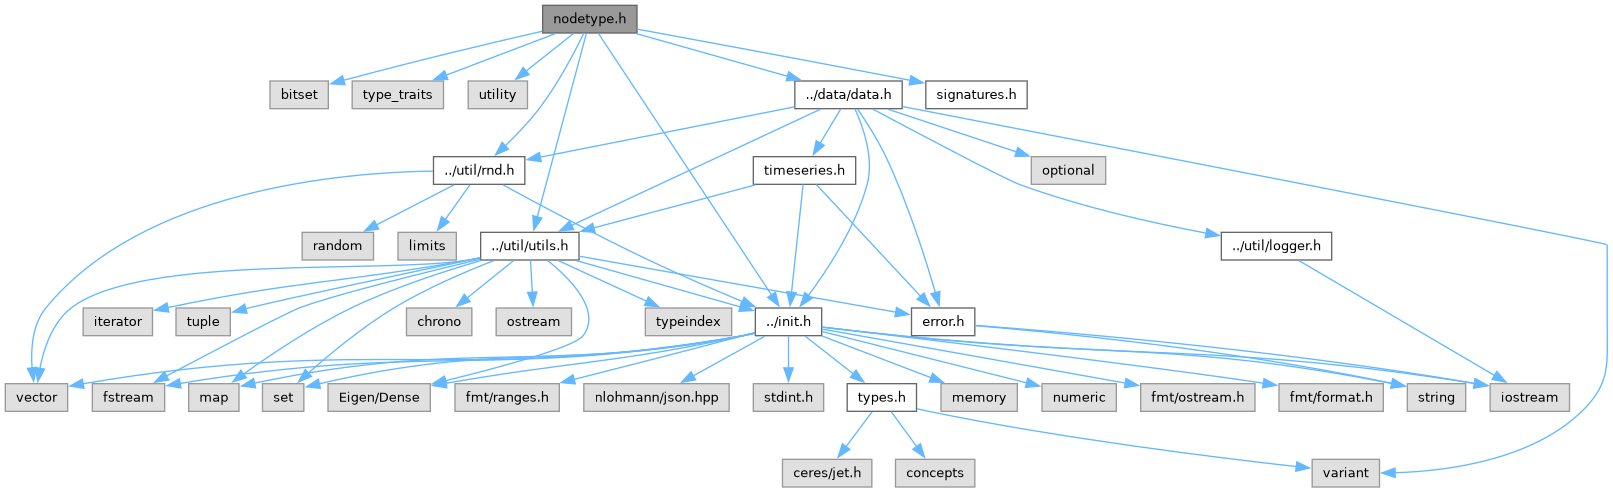 nodetype.h
bitset
type_traits
utility
../data/data.h
signatures.h
../util/rnd.h
timeseries.h
optional
random
limits
../util/utils.h
../util/logger.h
iterator
tuple
chrono
ostream
typeindex
../init.h
error.h
vector
fstream
map
set
Eigen/Dense
fmt/ranges.h
nlohmann/json.hpp
stdint.h
types.h
memory
numeric
fmt/ostream.h
fmt/format.h
string
iostream
ceres/jet.h
concepts
variant